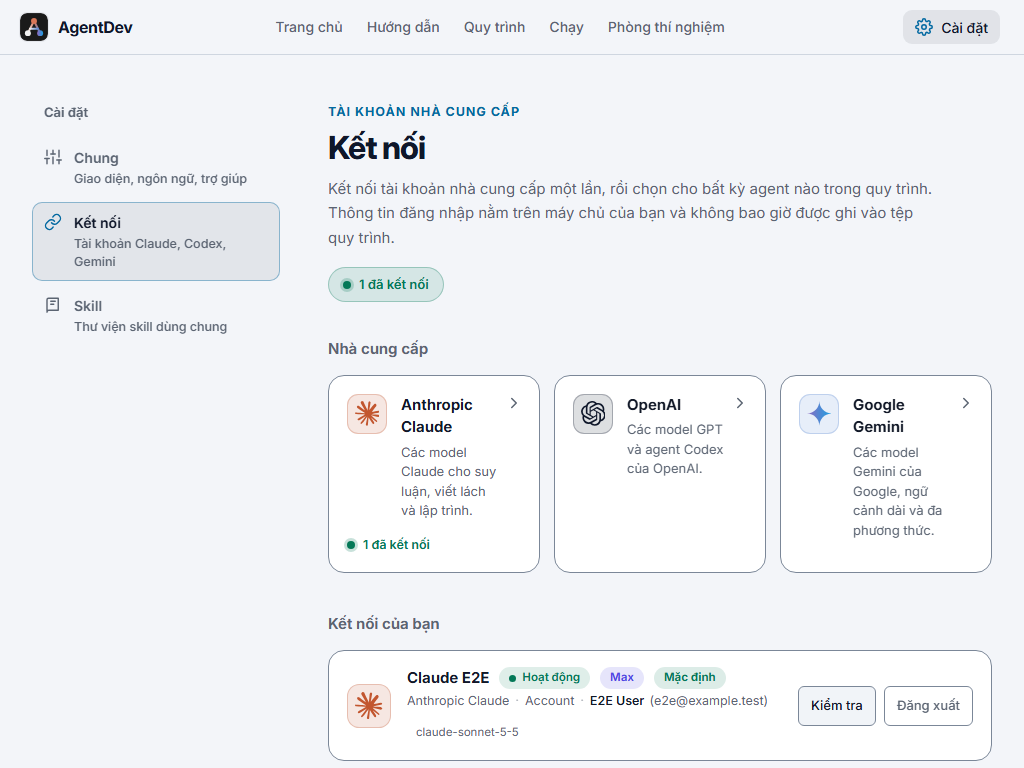 AgentDev
Trang chủ
Hướng dẫn
Quy trình
Chạy
Phòng thí nghiệm
Cài đặt
Cài đặt
Chung
Giao diện, ngôn ngữ, trợ giúp
Kết nối
Tài khoản Claude, Codex,
Gemini
Skill
Thư viện skill dùng chung
TÀI KHOẢN NHÀ CUNG CẤP
Kết nối
Kết nối tài khoản nhà cung cấp một lần, rồi chọn cho bất kỳ agent nào trong quy trình.
Thông tin đăng nhập nằm trên máy chủ của bạn và không bao giờ được ghi vào tệp
quy trình.
1 đã kết nối
Nhà cung cấp
Anthropic
Claude
Các model
Claude cho suy
luận, viết lách
và lập trình.
1 đã kết nối
OpenAI
Các model GPT
và agent Codex
của OpenAI.
Google
Gemini
Các model
Gemini của
Google, ngữ
cảnh dài và đa
phương thức.
Kết nối của bạn
Claude E2E
Hoạt động
Max
Mặc định
Anthropic Claude · Account · E2E User (e2e@example.test)
claude-sonnet-5-5
Kiểm tra
Đăng xuất